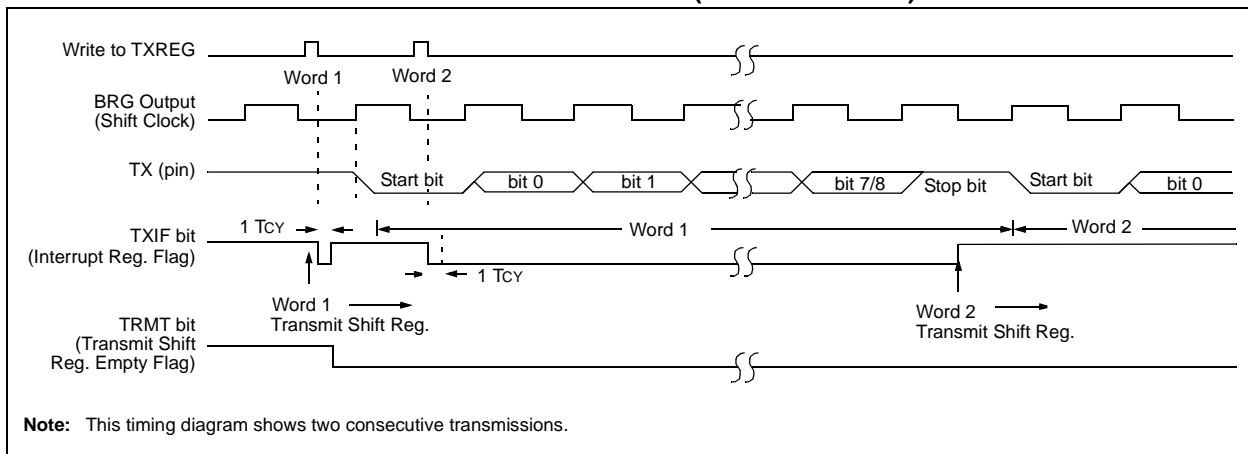 Write to TXREG
Word 1
Word 2
BRG Output
(Shift Clock)
TX (pin)
Start bit
bit 0
bit 1
bit 7/8
Stop bit
Start bit
bit 0
TXIF bit
(Interrupt Reg. Flag)
1 TCY
Word 1
Word 2
1 TCY
Word 1
Transmit Shift Reg.
Word 2
Transmit Shift Reg.
TRMT bit
(Transmit Shift
Reg. Empty Flag)
Note: This timing diagram shows two consecutive transmissions.